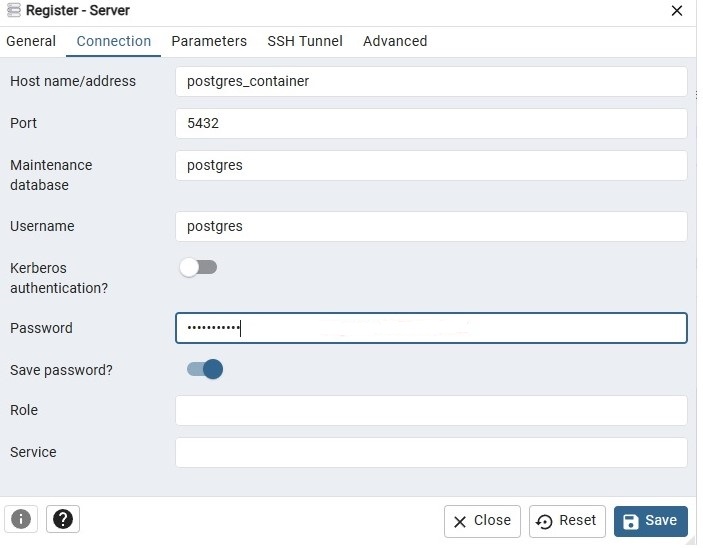 Register - Server
General Connection Parameters SSH Tunnel Advanced
Host name/address postgres_container
Port 5432
Maintenance postgres
database
Username postgres
Kerberos
authentication?
Password •••••••••••
Save password?
Role
Service
Close Reset Save